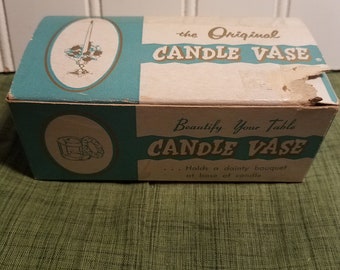 the Original
CANDLE VASE
Beautify Your Table
CANDLE VASE
... Holds a dainty bouquet
at base of candle